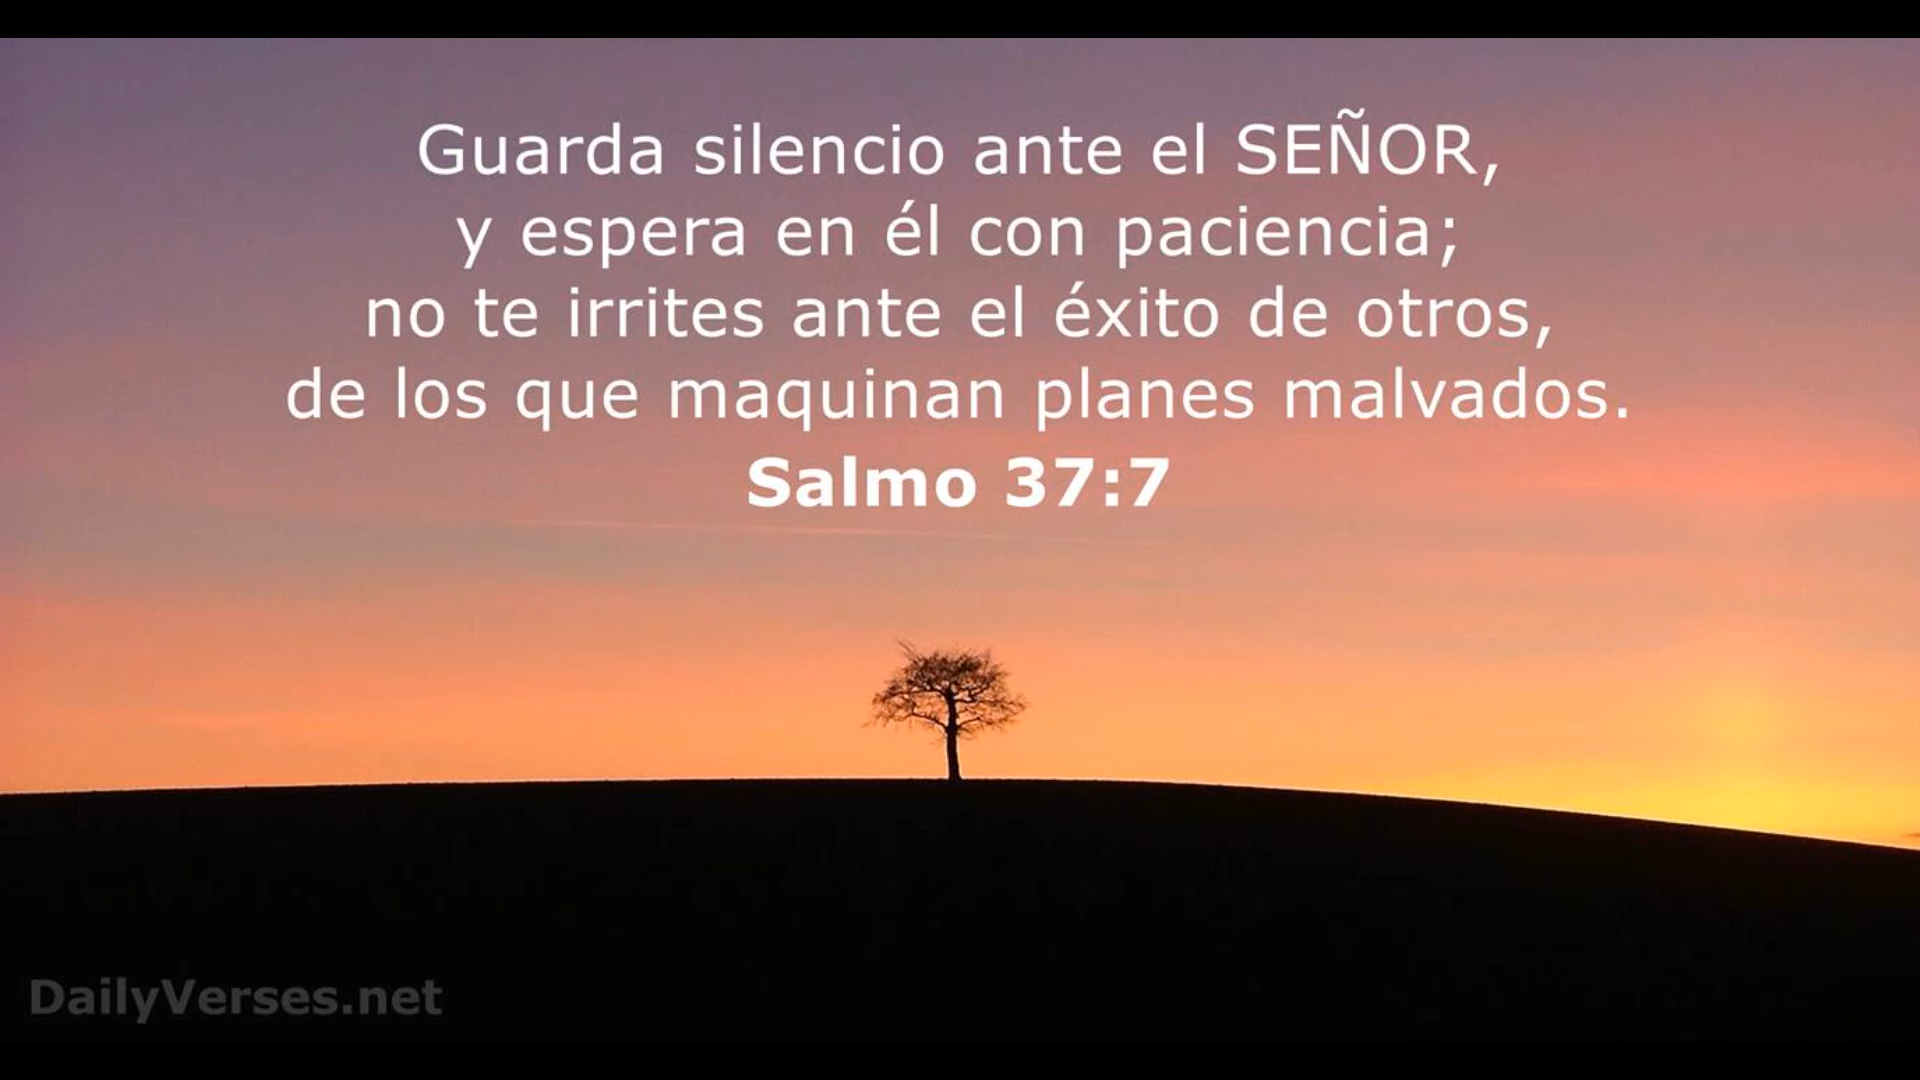 Guarda silencio ante el SEÑOR,
y espera en él con paciencia;
no te irrites ante el éxito de otros,
de los que maquinan planes malvados.
Salmo 37:7
DailyVerses.net